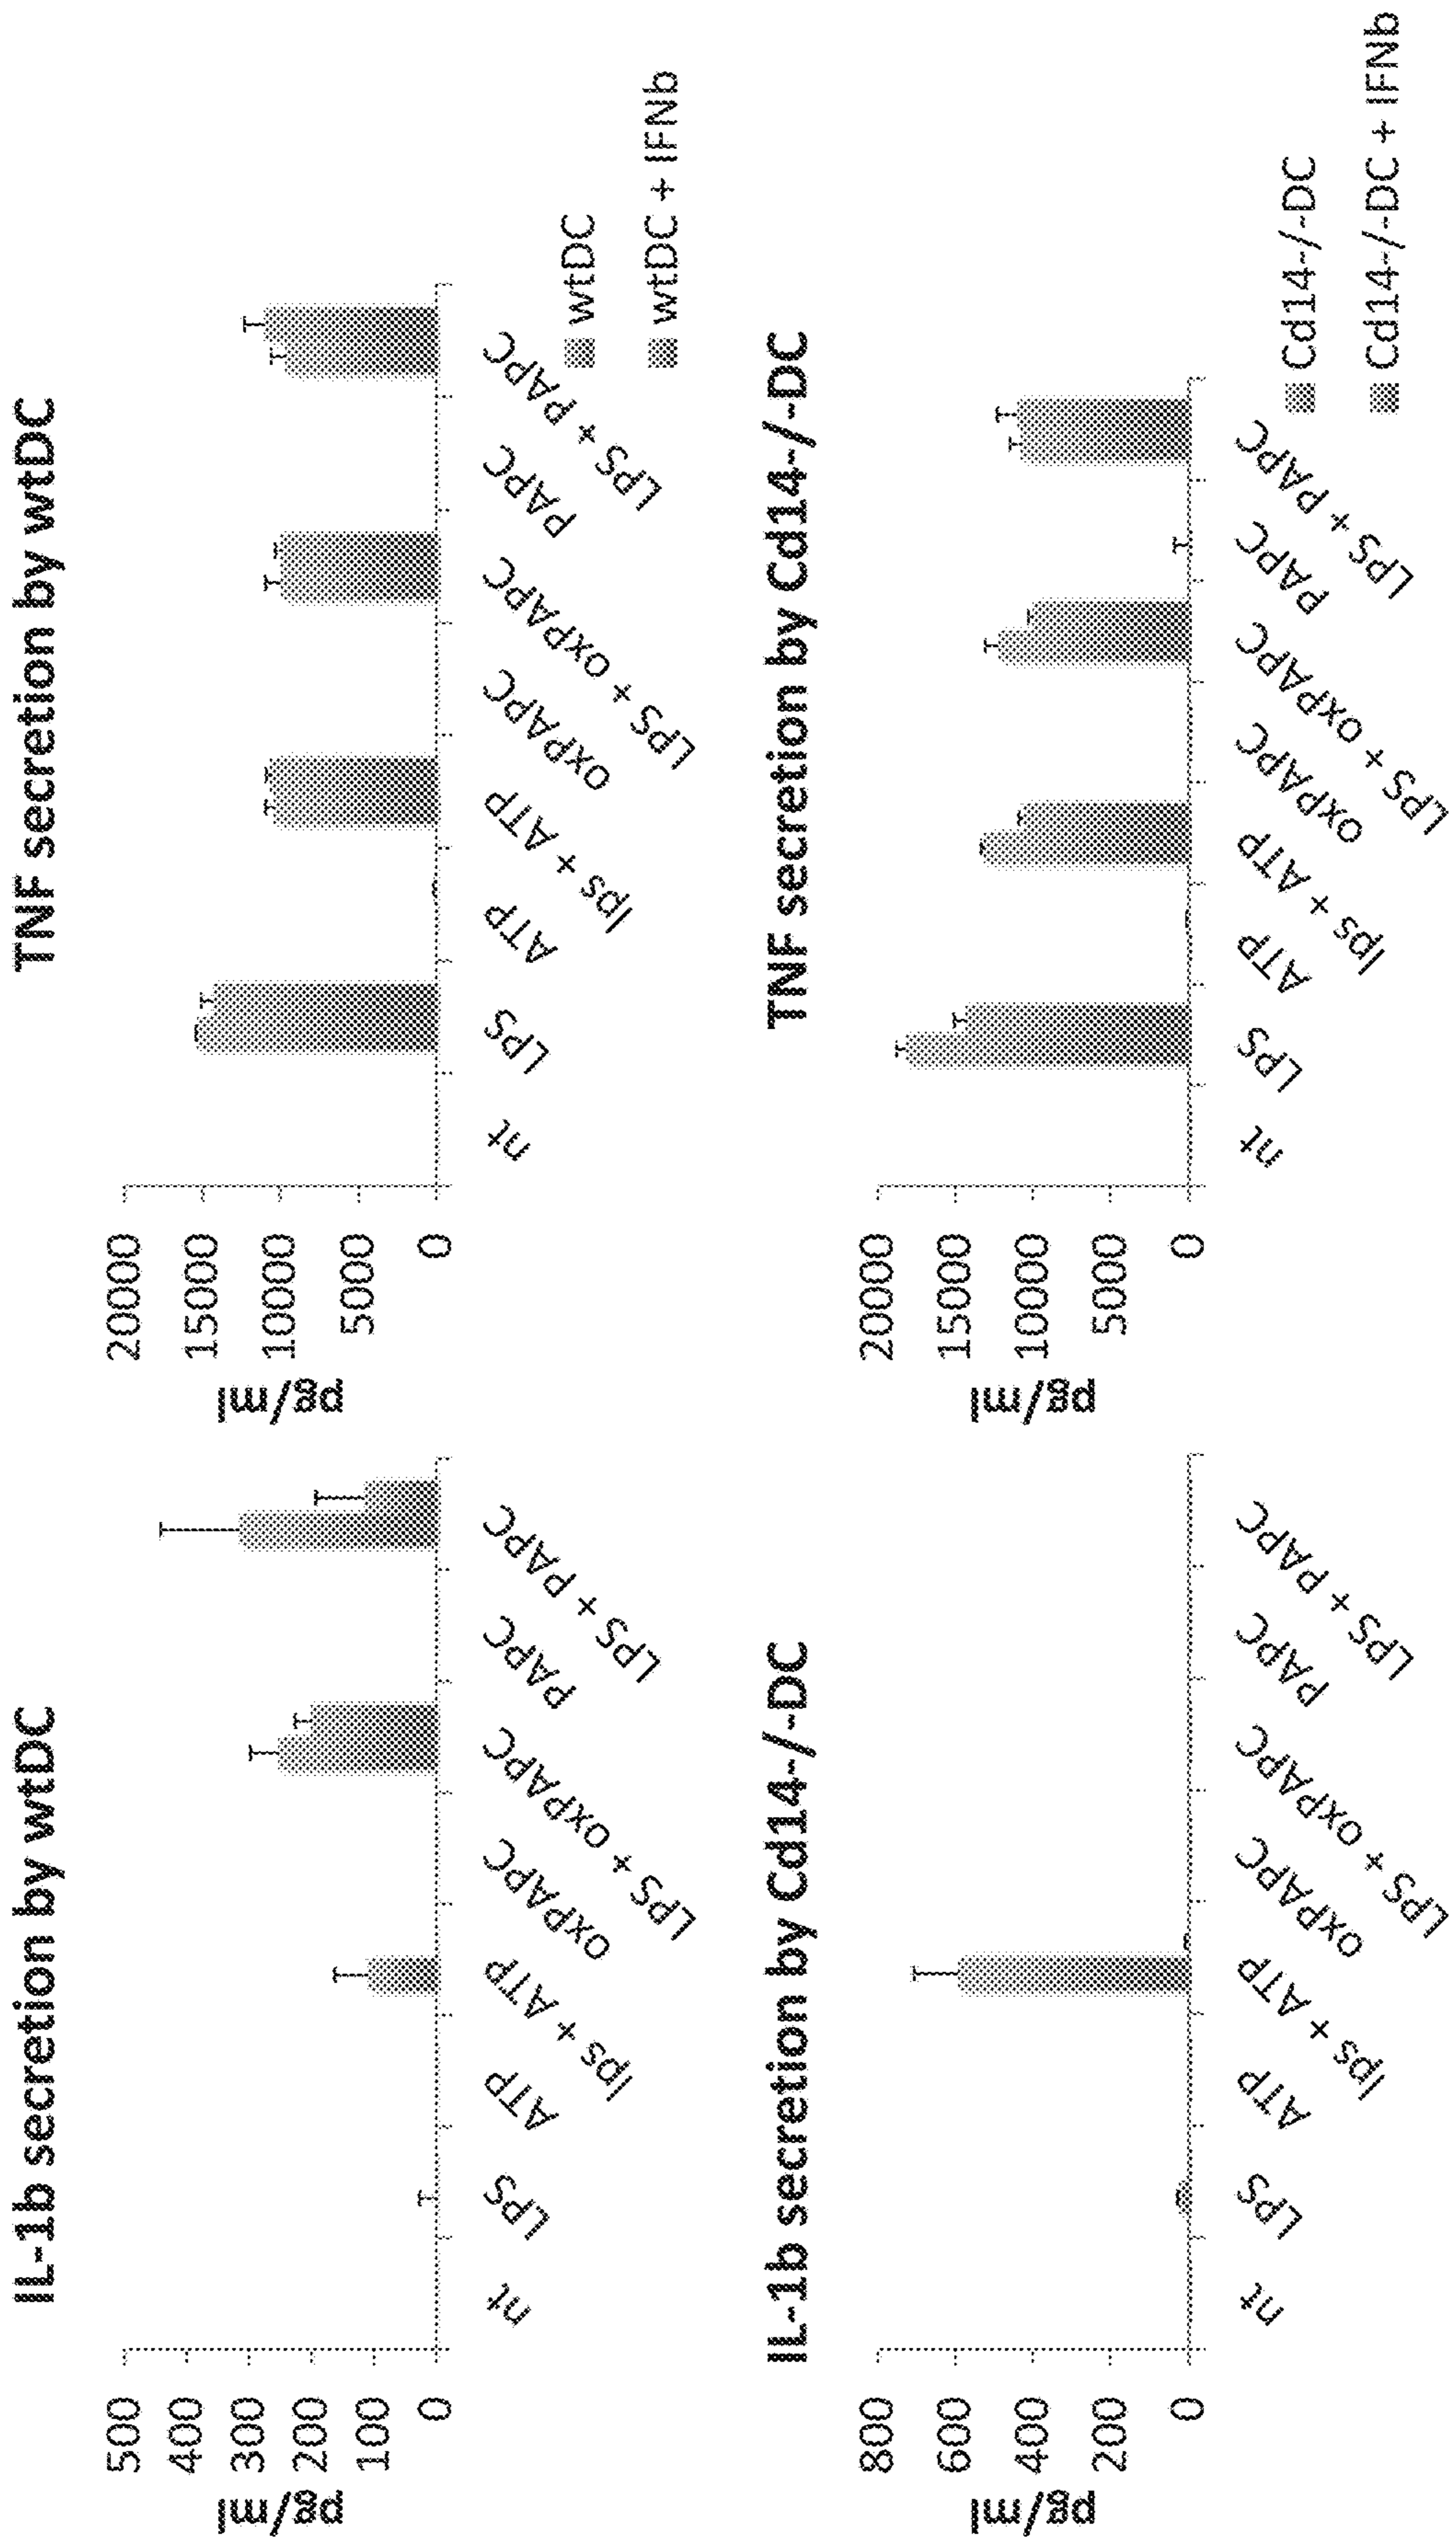 IL-1b secretion by wtDC
pg/ml
500
400
300
200
100
0
nt
LPS
ATP
lps + ATP
oxPAPC
LPS + oxPAPC
PAPC
LPS + PAPC
TNF secretion by wtDC
pg/ml
20000
15000
10000
5000
0
nt
LPS
ATP
lps + ATP
oxPAPC
LPS + oxPAPC
PAPC
LPS + PAPC
wtDC
wtDC + IFNb
IL-1b secretion by Cd14-/-DC
pg/ml
800
600
400
200
0
nt
LPS
ATP
lps + ATP
oxPAPC
LPS + oxPAPC
PAPC
LPS + PAPC
TNF secretion by Cd14-/-DC
pg/ml
20000
15000
10000
5000
0
nt
LPS
ATP
lps + ATP
oxPAPC
LPS + oxPAPC
PAPC
LPS + PAPC
Cd14-/-DC
Cd14-/-DC + IFNb